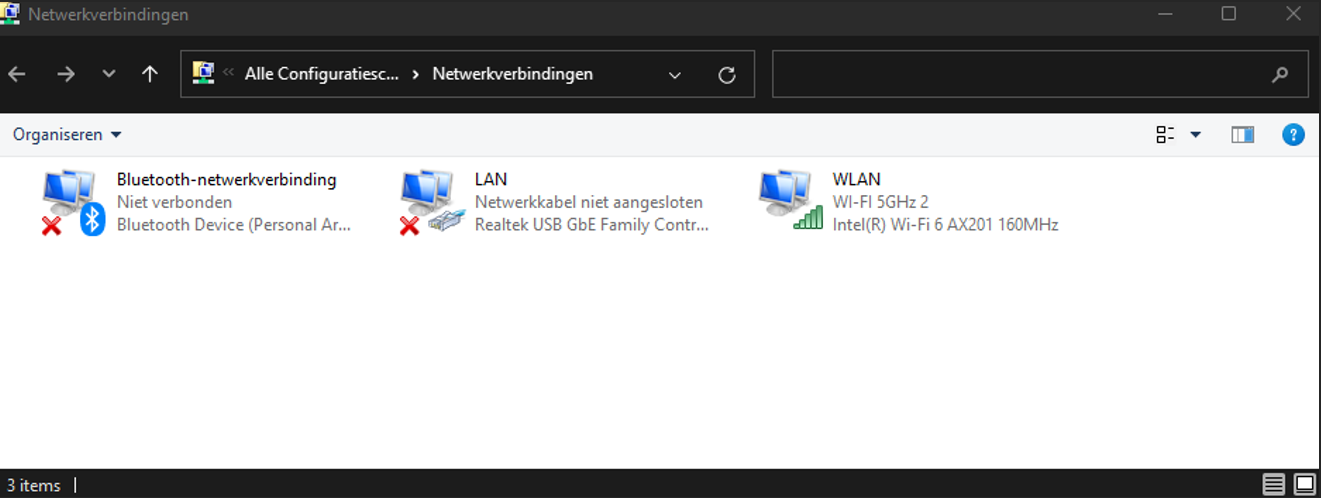 Netwerkverbindingen
« Alle Configuratiesc... › Netwerkverbindingen
Organiseren
Bluetooth-netwerkverbinding
Niet verbonden
Bluetooth Device (Personal Ar...
LAN
Netwerkkabel niet aangesloten
Realtek USB GbE Family Contr...
WLAN
WI-FI 5GHz 2
Intel(R) Wi-Fi 6 AX201 160MHz
3 items